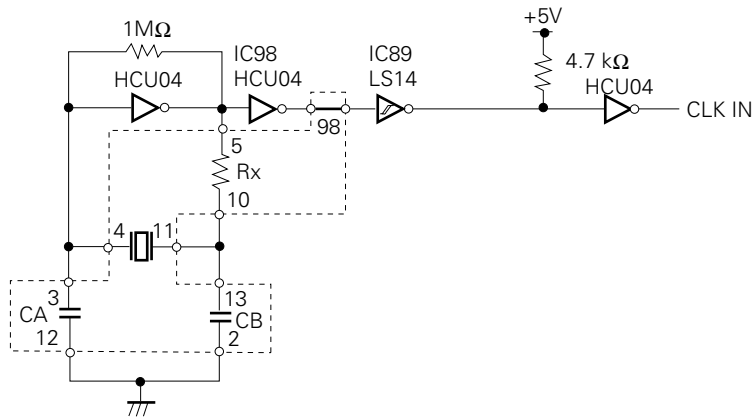 1MΩ
HCU04
IC98
HCU04
IC89
LS14
+5V
4.7 kΩ
HCU04
CLK IN
98
5
Rx
10
4
11
3
CA
12
13
CB
2